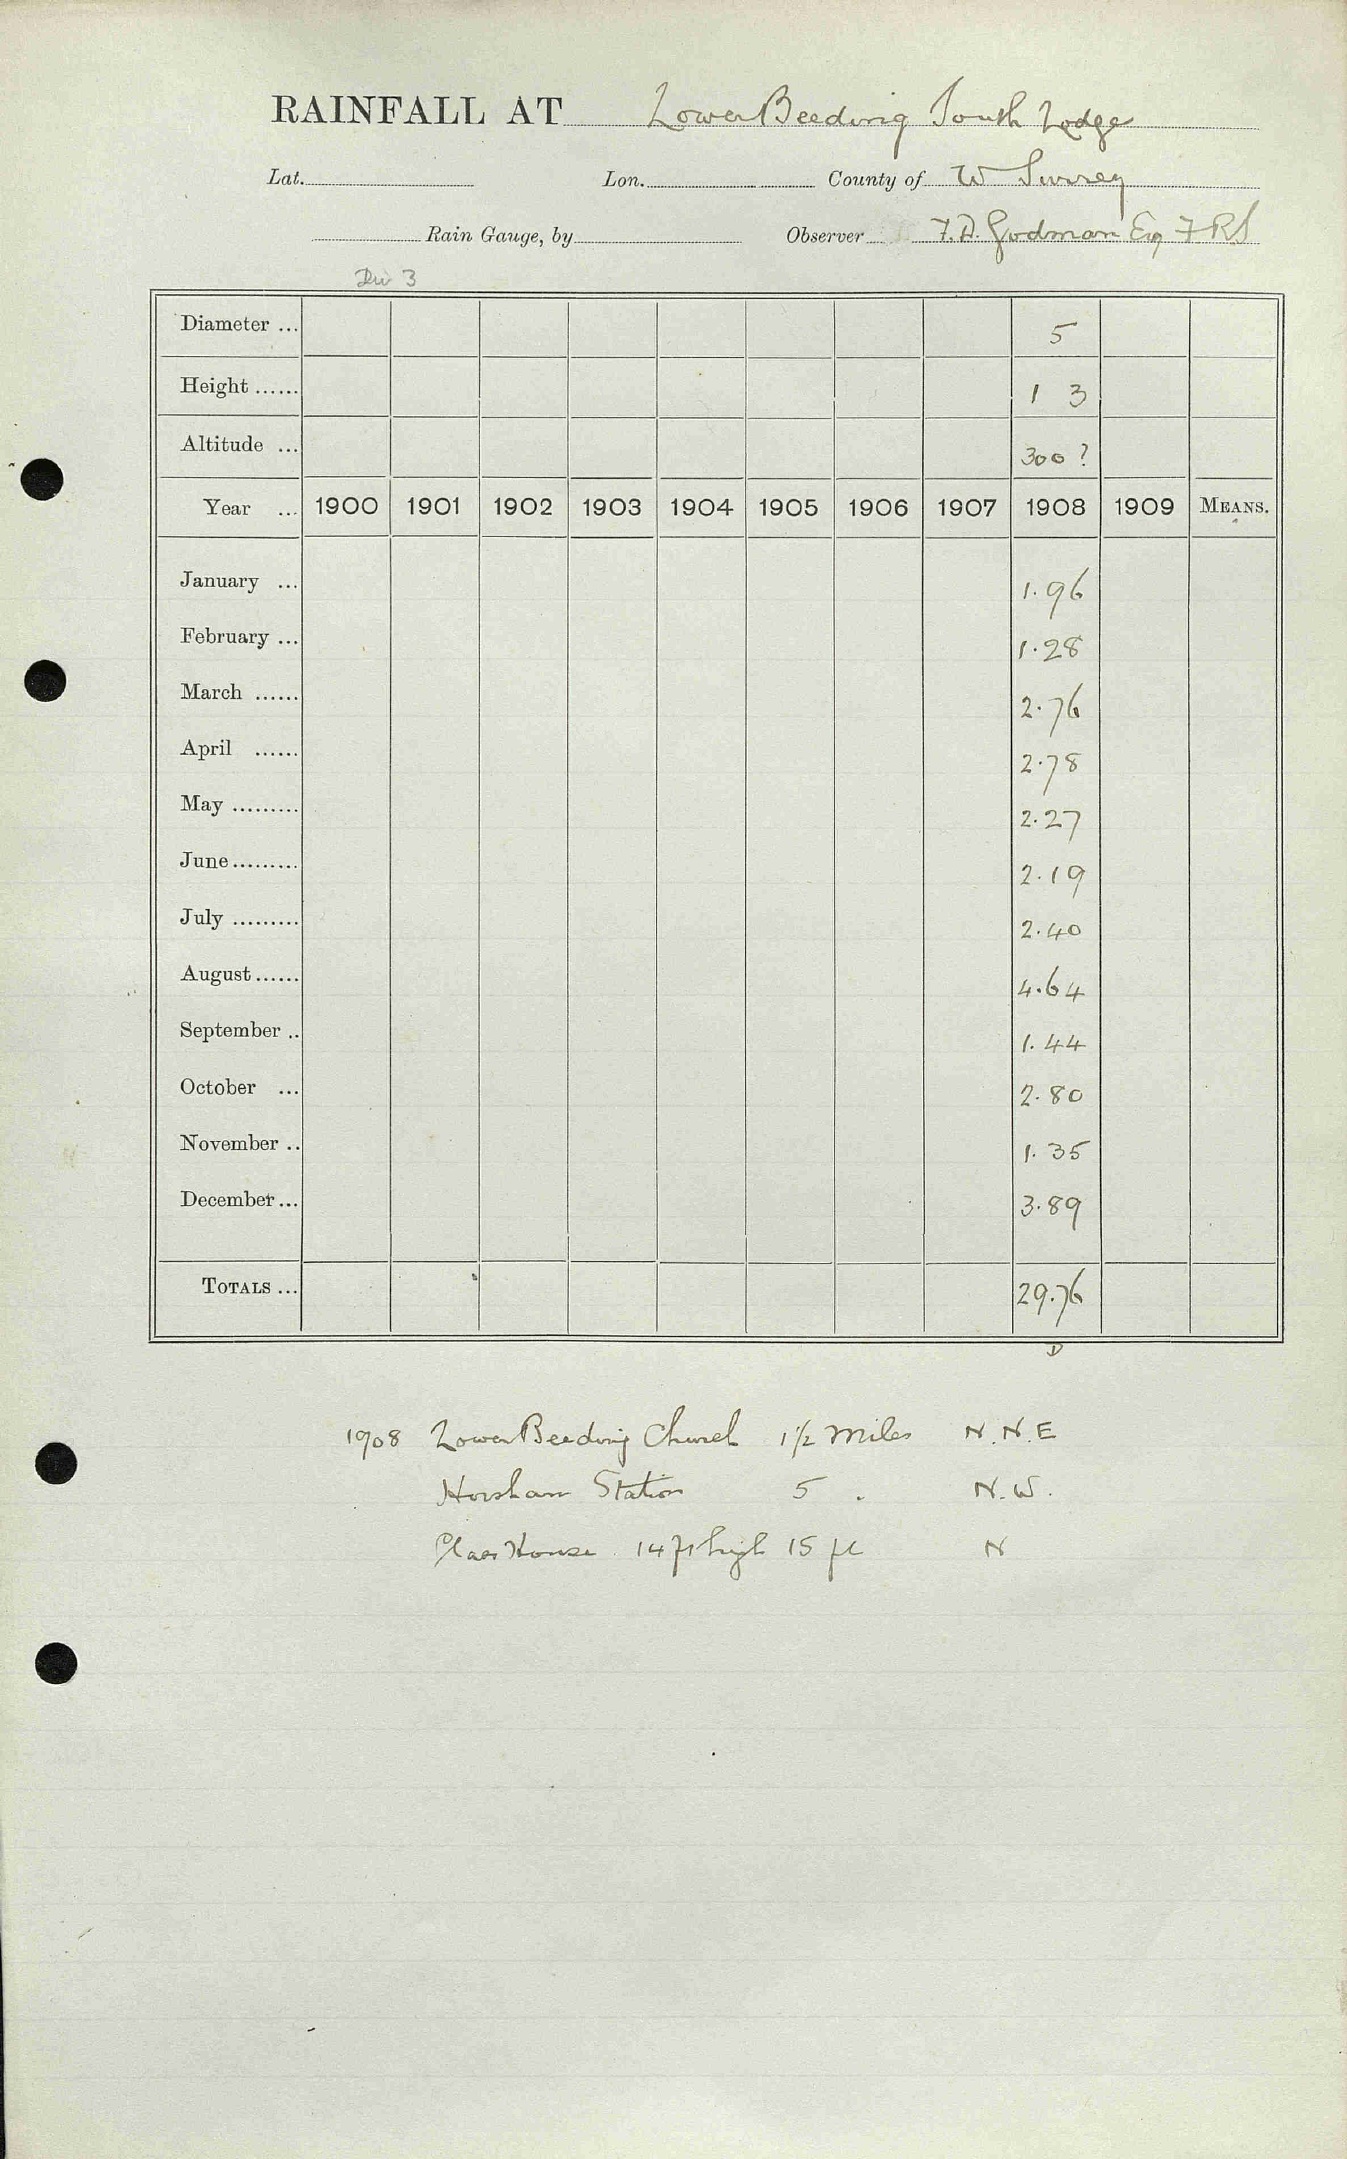 RAINFALL AT Lower Beeding South Lodge
Lat. Lon. County of W Surrey
Rain Gauge, by Observer F. D. Godman Esq FRS
Div 3
Diameter ... 5
Height ...... 1 3
Altitude ... 300 ?
Year ... 1900 1901 1902 1903 1904 1905 1906 1907 1908 1909 MEANS.
January ... 1.96
February ... 1.28
March ...... 2.76
April ...... 2.78
May ......... 2.27
June ......... 2.19
July ......... 2.40
August ...... 4.64
September .. 1.44
October ... 2.80
November .. 1.35
December ... 3.89
TOTALS ... 29.76
D
1908 Lower Beeding Church 1 1/2 Miles N.N.E
Horsham Station 5 . N.W.
Glass House 14 ft high 15 ft N